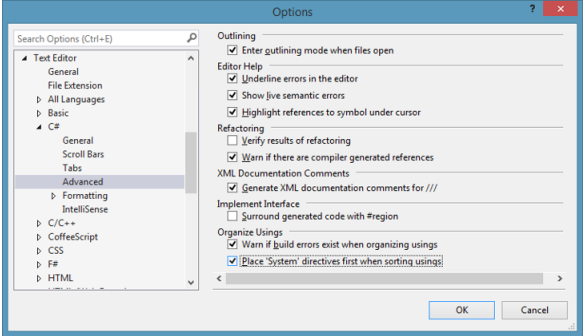 Options
?
Search Options (Ctrl+E)
Text Editor
General
File Extension
All Languages
Basic
C#
General
Scroll Bars
Tabs
Advanced
Formatting
IntelliSense
C/C++
CoffeeScript
CSS
F#
HTML
Outlining
Enter outlining mode when files open
Editor Help
Underline errors in the editor
Show live semantic errors
Highlight references to symbol under cursor
Refactoring
Verify results of refactoring
Warn if there are compiler generated references
XML Documentation Comments
Generate XML documentation comments for ///
Implement Interface
Surround generated code with #region
Organize Usings
Warn if build errors exist when organizing usings
Place 'System' directives first when sorting usings
OK
Cancel